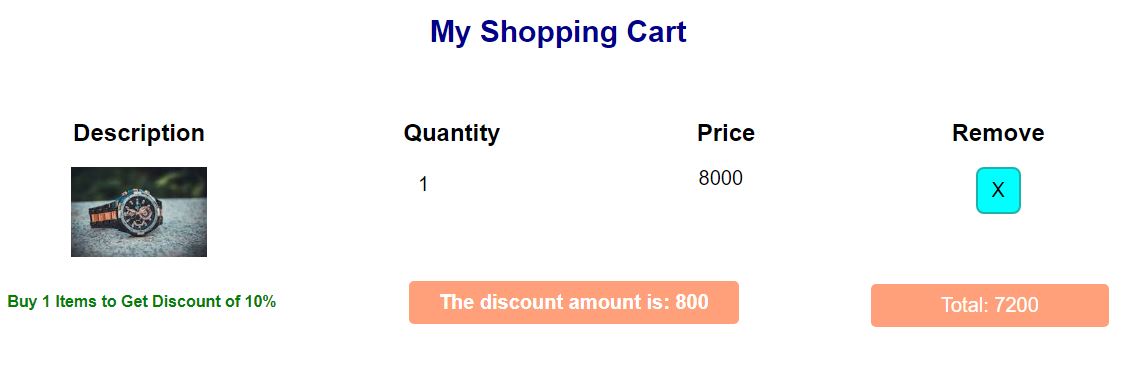 My Shopping Cart
Description Quantity Price Remove
1 8000 X
Buy 1 Items to Get Discount of 10% The discount amount is: 800 Total: 7200